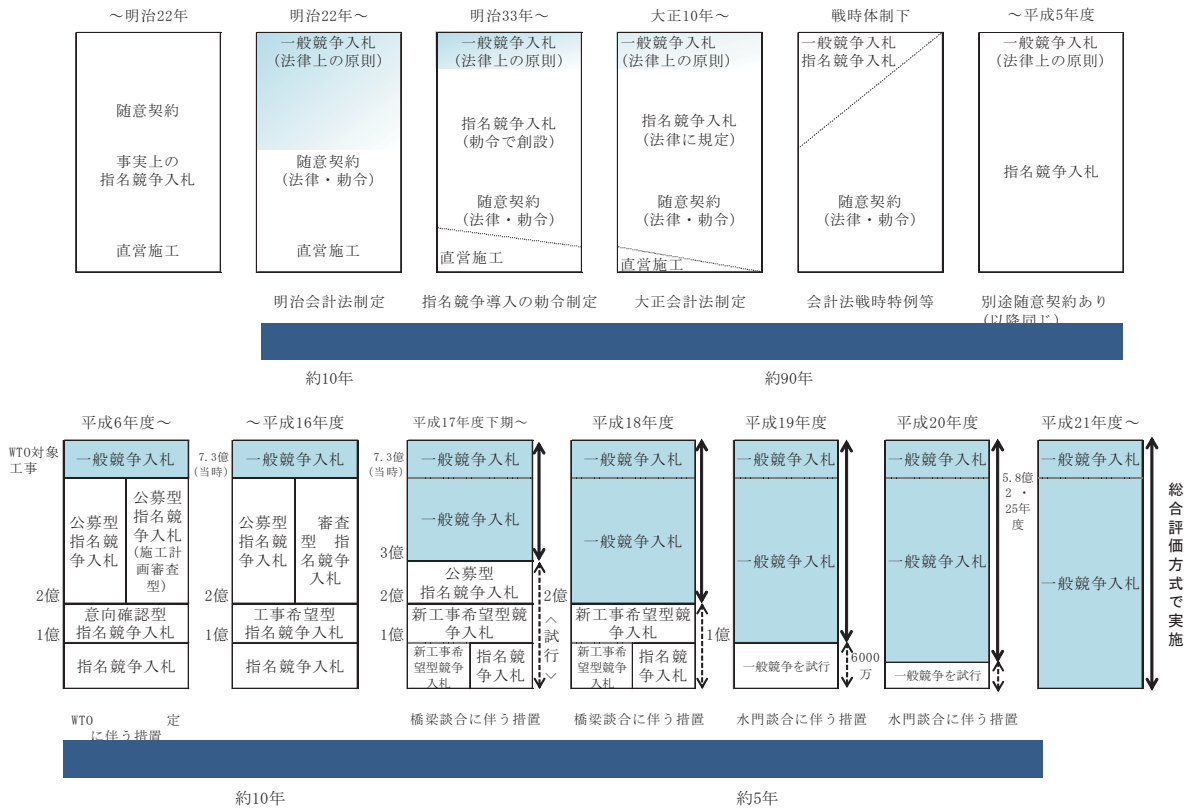 ～明治22年
随意契約
事実上の
指名競争入札
直営施工
明治22年～
一般競争入札
(法律上の原則)
随意契約
(法律・勅令)
直営施工
明治会計法制定
明治33年～
一般競争入札
(法律上の原則)
指名競争入札
(勅令で創設)
随意契約
(法律・勅令)
直営施工
指名競争導入の勅令制定
大正10年～
一般競争入札
(法律上の原則)
指名競争入札
(法律に規定)
随意契約
(法律・勅令)
直営施工
大正会計法制定
戦時体制下
一般競争入札
指名競争入札
随意契約
(法律・勅令)
会計法戦時特例等
～平成5年度
一般競争入札
(法律上の原則)
指名競争入札
別途随意契約あり
(以降同じ)
約10年
約90年
平成6年度～
WTO対象
工事
一般競争入札
公募型
指名競
争入札
公募型
指名競
争入札
(施工計
画審査
型)
2億
意向確認型
指名競争入札
1億
指名競争入札
WTO 定
に伴う措置
～平成16年度
7.3億
(当時)
一般競争入札
公募型
指名競
争入札
審査
型 指
名競争
入札
2億
工事希望型
指名競争入札
1億
指名競争入札
平成17年度下期～
7.3億
(当時)
一般競争入札
一般競争入札
3億
公募型
指名競争入札
2億
新工事希望型競
争入札
1億
新工事希
望型競争
入札
指名競
争入札
＜試行＞
橋梁談合に伴う措置
平成18年度
一般競争入札
一般競争入札
2億
新工事希望型競
争入札
新工事希
望型競争
入札
指名競
争入札
橋梁談合に伴う措置
平成19年度
一般競争入札
一般競争入札
1億
一般競争を試行
水門談合に伴う措置
平成20年度
一般競争入札
一般競争入札
6000
万
一般競争を試行
水門談合に伴う措置
平成21年度～
5.8億
2・
25年
度
一般競争入札
一般競争入札
総合評価方式で実施
約10年
約5年